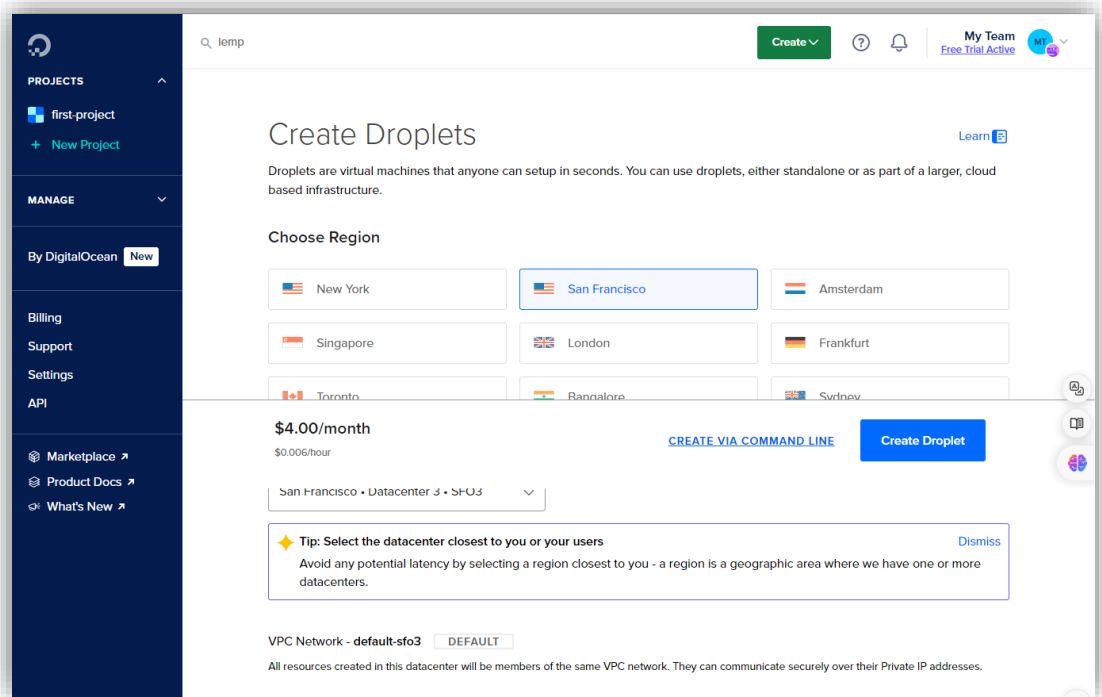 lemp
Create
My Team
Free Trial Active
MT
PROJECTS
first-project
+ New Project
MANAGE
By DigitalOcean New
Billing
Support
Settings
API
Marketplace
Product Docs
What's New
Create Droplets
Learn
Droplets are virtual machines that anyone can setup in seconds. You can use droplets, either standalone or as part of a larger, cloud
based infrastructure.
Choose Region
New York
San Francisco
Amsterdam
Singapore
London
Frankfurt
Toronto
Bangalore
Sydney
$4.00/month
$0.006/hour
CREATE VIA COMMAND LINE
Create Droplet
San Francisco • Datacenter 3 • SFO3
Tip: Select the datacenter closest to you or your users
Dismiss
Avoid any potential latency by selecting a region closest to you - a region is a geographic area where we have one or more
datacenters.
VPC Network - default-sfo3 DEFAULT
All resources created in this datacenter will be members of the same VPC network. They can communicate securely over their Private IP addresses.